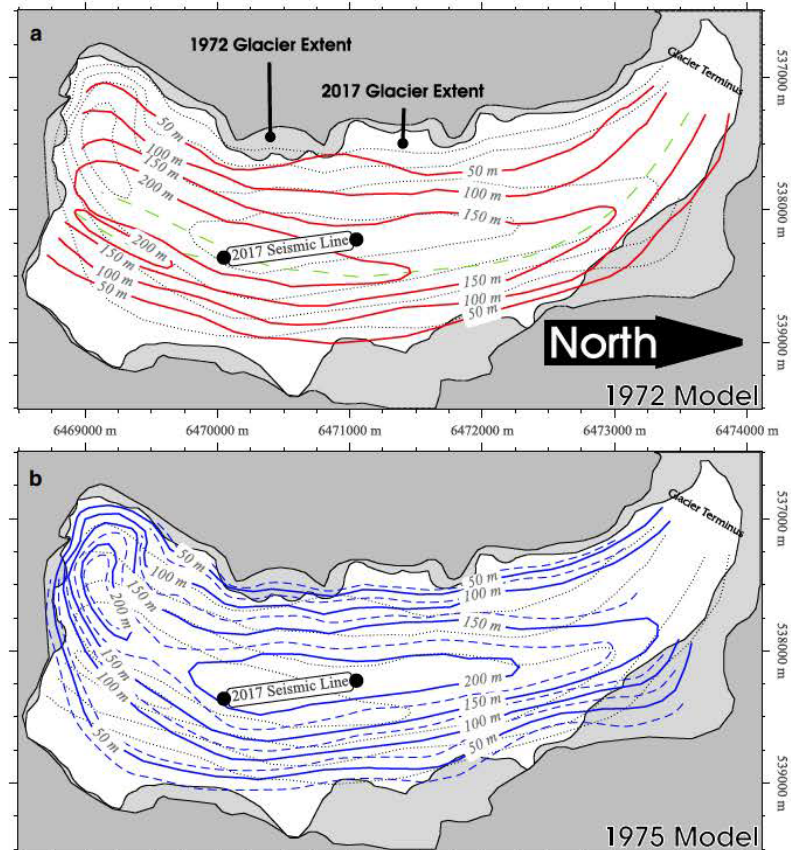 a
1972 Glacier Extent
2017 Glacier Extent
Glacier Terminus
537000 m
50 m
100 m
150 m
200 m
50 m
100 m
150 m
538000 m
2017 Seismic Line
200 m
150 m
100 m
50 m
150 m
100 m
50 m
North
539000 m
1972 Model
6469000 m
6470000 m
6471000 m
6472000 m
6473000 m
6474000 m
b
Glacier Terminus
537000 m
50 m
100 m
150 m
200 m
50 m
100 m
150 m
538000 m
2017 Seismic Line
200 m
150 m
100 m
50 m
150 m
100 m
50 m
539000 m
1975 Model